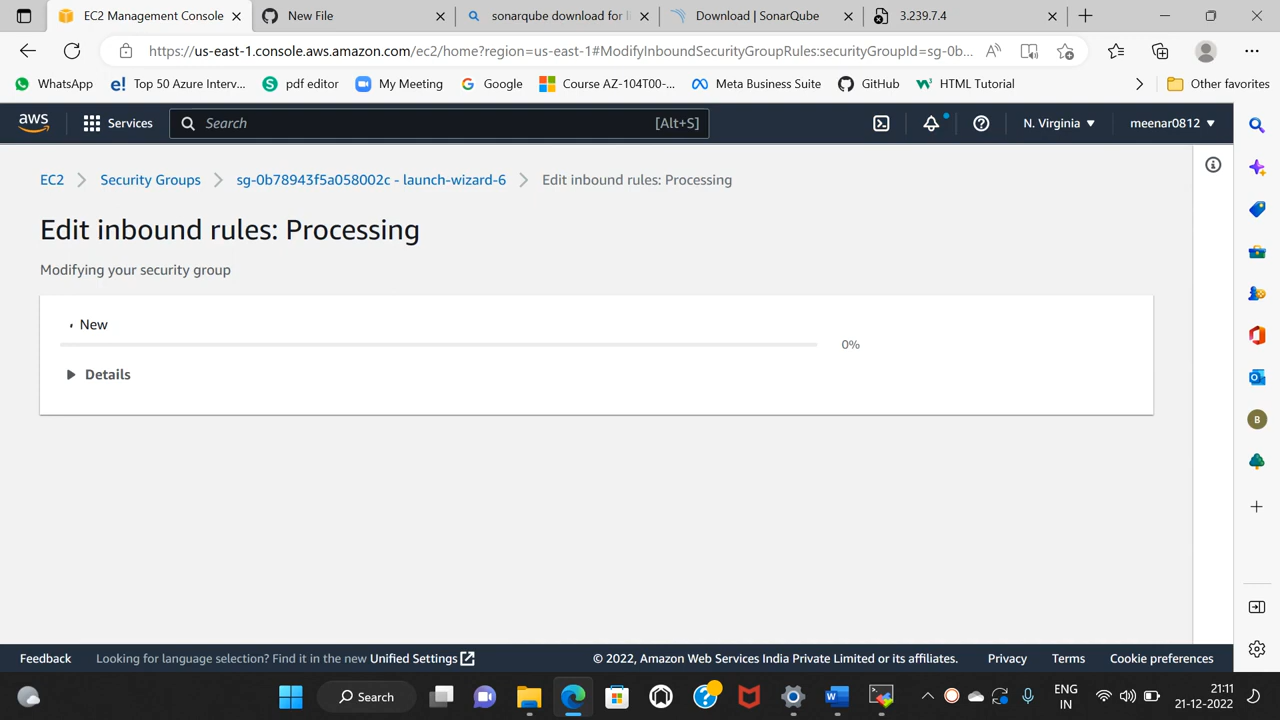 EC2 Management Console
New File
sonarqube download for l
Download | SonarQube
3.239.7.4
https://us-east-1.console.aws.amazon.com/ec2/home?region=us-east-1#ModifyInboundSecurityGroupRules:securityGroupId=sg-0b...
WhatsApp
Top 50 Azure Interv...
pdf editor
My Meeting
Google
Course AZ-104T00-...
Meta Business Suite
GitHub
HTML Tutorial
Other favorites
aws
Services
Search
[Alt+S]
N. Virginia
meenar0812
EC2
Security Groups
sg-0b78943f5a058002c - launch-wizard-6
Edit inbound rules: Processing
Edit inbound rules: Processing
Modifying your security group
New
0%
Details
B
Feedback
Looking for language selection? Find it in the new Unified Settings
© 2022, Amazon Web Services India Private Limited or its affiliates.
Privacy
Terms
Cookie preferences
Search
ENG
IN
21:11
21-12-2022